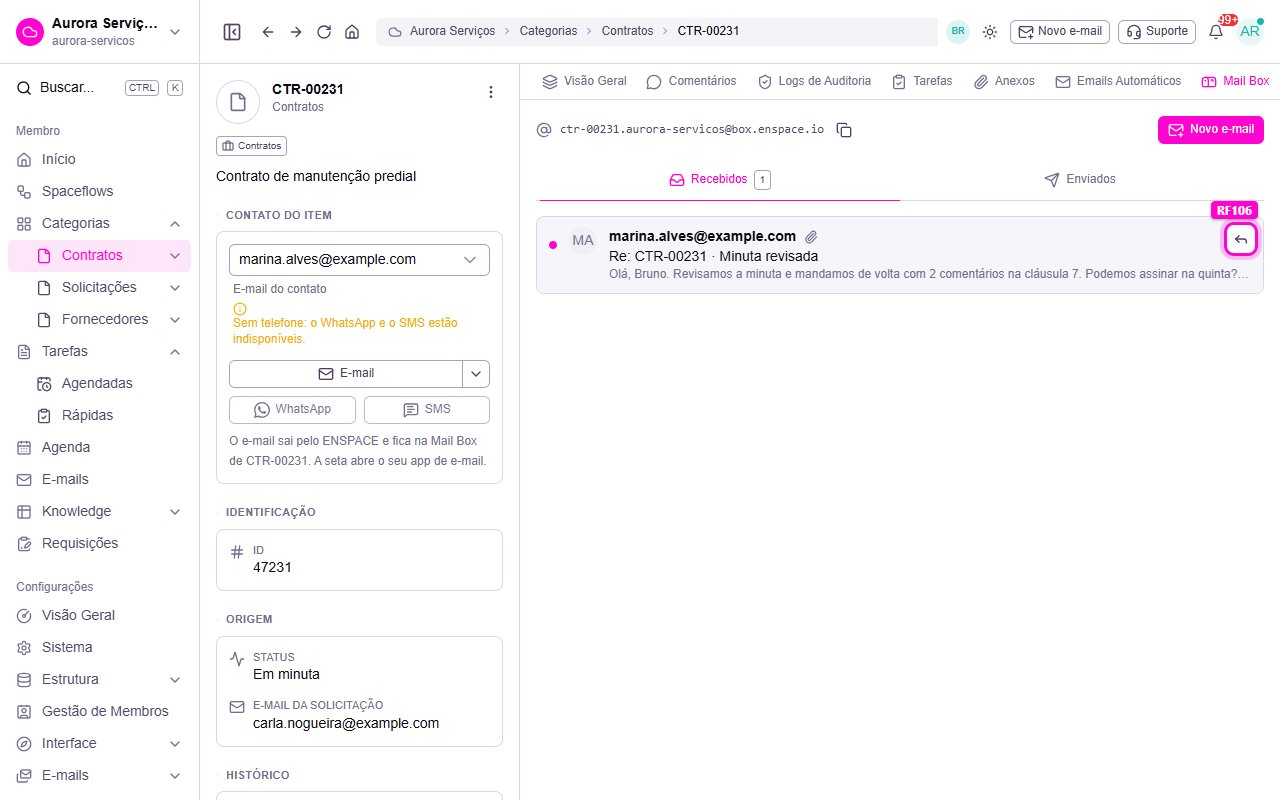 Aurora Serviç...
aurora-servicos
Aurora Serviços > Categorias > Contratos > CTR-00231
BR
Novo e-mail
Suporte
99+
AR
Buscar... CTRL K
Membro
Início
Spaceflows
Categorias
Contratos
Solicitações
Fornecedores
Tarefas
Agendadas
Rápidas
Agenda
E-mails
Knowledge
Requisições
Configurações
Visão Geral
Sistema
Estrutura
Gestão de Membros
Interface
E-mails
CTR-00231
Contratos
Contratos
Contrato de manutenção predial
CONTATO DO ITEM
marina.alves@example.com
E-mail do contato
Sem telefone: o WhatsApp e o SMS estão
indisponíveis.
E-mail
WhatsApp
SMS
O e-mail sai pelo ENSPACE e fica na Mail Box
de CTR-00231. A seta abre o seu app de e-mail.
IDENTIFICAÇÃO
ID
47231
ORIGEM
STATUS
Em minuta
E-MAIL DA SOLICITAÇÃO
carla.nogueira@example.com
HISTÓRICO
Visão Geral
Comentários
Logs de Auditoria
Tarefas
Anexos
Emails Automáticos
Mail Box
ctr-00231.aurora-servicos@box.enspace.io
Novo e-mail
Recebidos 1
Enviados
RF106
MA
marina.alves@example.com
Re: CTR-00231 · Minuta revisada
Olá, Bruno. Revisamos a minuta e mandamos de volta com 2 comentários na cláusula 7. Podemos assinar na quinta?...